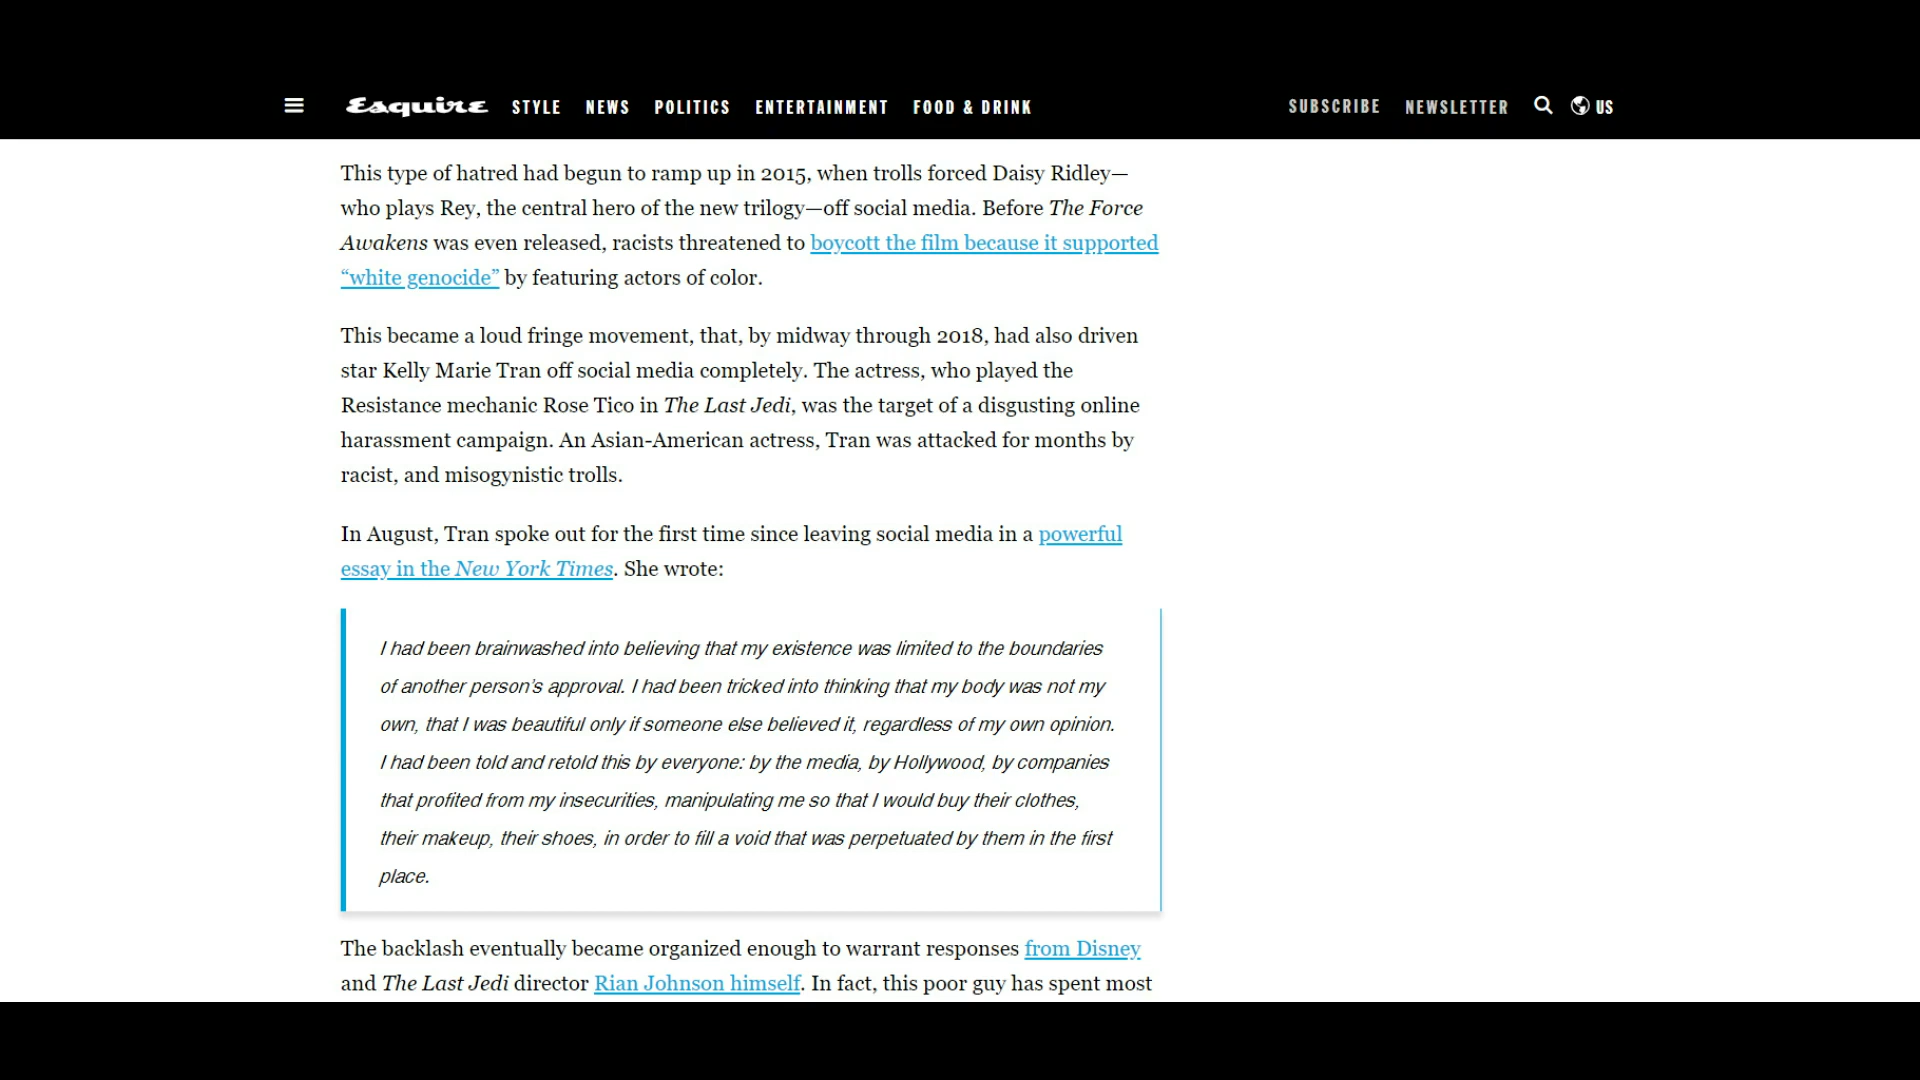 Esquire STYLE NEWS POLITICS ENTERTAINMENT FOOD & DRINK SUBSCRIBE NEWSLETTER US
This type of hatred had begun to ramp up in 2015, when trolls forced Daisy Ridley—
who plays Rey, the central hero of the new trilogy—off social media. Before The Force
Awakens was even released, racists threatened to boycott the film because it supported
“white genocide” by featuring actors of color.
This became a loud fringe movement, that, by midway through 2018, had also driven
star Kelly Marie Tran off social media completely. The actress, who played the
Resistance mechanic Rose Tico in The Last Jedi, was the target of a disgusting online
harassment campaign. An Asian-American actress, Tran was attacked for months by
racist, and misogynistic trolls.
In August, Tran spoke out for the first time since leaving social media in a powerful
essay in the New York Times. She wrote:
I had been brainwashed into believing that my existence was limited to the boundaries
of another person’s approval. I had been tricked into thinking that my body was not my
own, that I was beautiful only if someone else believed it, regardless of my own opinion.
I had been told and retold this by everyone: by the media, by Hollywood, by companies
that profited from my insecurities, manipulating me so that I would buy their clothes,
their makeup, their shoes, in order to fill a void that was perpetuated by them in the first
place.
The backlash eventually became organized enough to warrant responses from Disney
and The Last Jedi director Rian Johnson himself. In fact, this poor guy has spent most